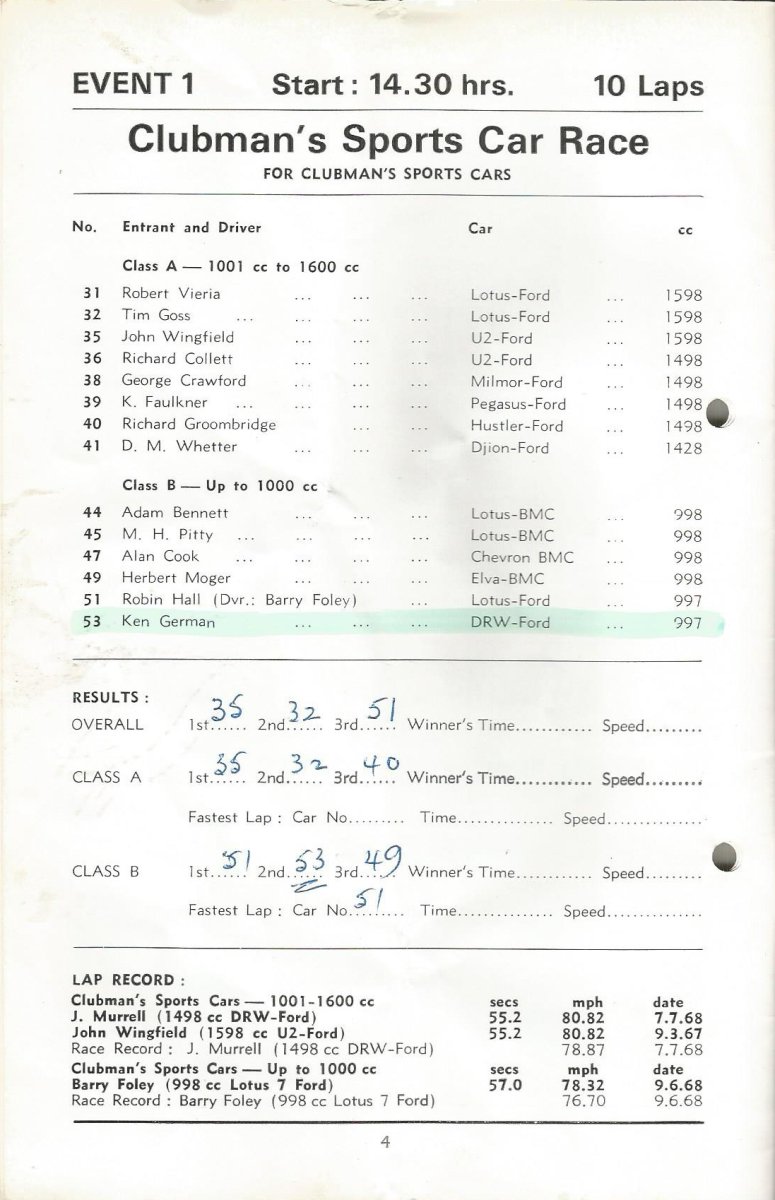 EVENT 1 Start: 14.30 hrs. 10 Laps
Clubman's Sports Car Race
FOR CLUBMAN'S SPORTS CARS
No. Entrant and Driver Car cc
Class A — 1001 cc to 1600 cc
31 Robert Vieria ... ... ... Lotus-Ford ... 1598
32 Tim Goss ... ... ... ... Lotus-Ford ... 1598
35 John Wingfield ... ... ... U2-Ford ... 1598
36 Richard Collett ... ... ... U2-Ford ... 1498
38 George Crawford ... ... ... Milmor-Ford ... 1498
39 K. Faulkner ... ... ... ... Pegasus-Ford ... 1498
40 Richard Groombridge ... ... Hustler-Ford ... 1498
41 D. M. Whetter ... ... ... Djion-Ford ... 1428
Class B — Up to 1000 cc
44 Adam Bennett ... ... ... Lotus-BMC ... 998
45 M. H. Pitty ... ... ... ... Lotus-BMC ... 998
47 Alan Cook ... ... ... ... Chevron BMC ... 998
49 Herbert Moger ... ... ... Elva-BMC ... 998
51 Robin Hall (Dvr.: Barry Foley) ... Lotus-Ford ... 997
53 Ken German ... ... ... DRW-Ford ... 997
RESULTS :
OVERALL 1st...35... 2nd...32... 3rd...51... Winner's Time............ Speed.........
CLASS A 1st...35... 2nd...32... 3rd...40... Winner's Time............ Speed.........
Fastest Lap : Car No......... Time............... Speed...............
CLASS B 1st...51... 2nd...53... 3rd...49... Winner's Time............ Speed.........
Fastest Lap : Car No...51... Time............... Speed...............
LAP RECORD :
Clubman's Sports Cars — 1001-1600 cc secs mph date
J. Murrell (1498 cc DRW-Ford) 55.2 80.82 7.7.68
John Wingfield (1598 cc U2-Ford) 55.2 80.82 9.3.67
Race Record : J. Murrell (1498 cc DRW-Ford) 78.87 7.7.68
Clubman's Sports Cars — Up to 1000 cc secs mph date
Barry Foley (998 cc Lotus 7 Ford) 57.0 78.32 9.6.68
Race Record : Barry Foley (998 cc Lotus 7 Ford) 76.70 9.6.68
4